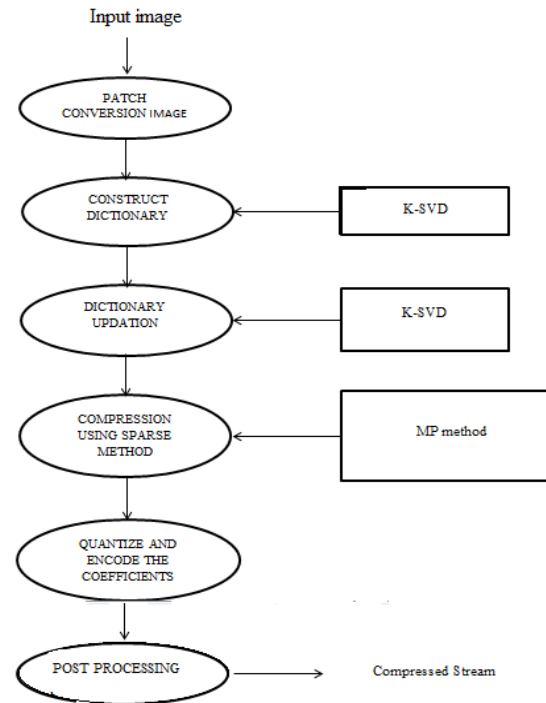 Input image
PATCH
CONVERSION IMAGE
CONSTRUCT
DICTIONARY
K-SVD
DICTIONARY
UPDATION
K-SVD
COMPRESSION
USING SPARSE
METHOD
MP method
QUANTIZE AND
ENCODE THE
COEFFICIENTS
POST PROCESSING
Compressed Stream